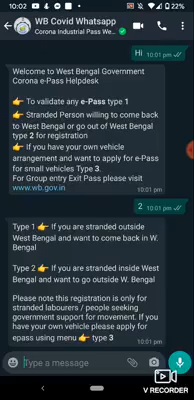 10:02
WB Covid Whatsapp
Corona Industrial Pass We...
Hi 10:01 pm
Welcome to West Bengal Government
Corona e-Pass Helpdesk
👉 To validate any e-Pass type 1
👉 Stranded Person willing to come back
to West Bengal or go out of West Bengal
type 2 for registration
👉 If you have your own vehicle
arrangement and want to apply for e-Pass
for small vehicles Type 3.
For Group entry Exit Pass please visit
www.wb.gov.in
10:01 pm
2 10:01 pm
Type 1 👉 If you are stranded outside
West Bengal and want to come back in W.
Bengal
Type 2 👉 If you are stranded inside West
Bengal and want to go outside W. Bengal
Please note this registration is only for
stranded labourers / people seeking
government support for movement. If you
have your own vehicle please apply for
epass using menu 👉 type 3
10:01 pm
Type a message
V RECORDER